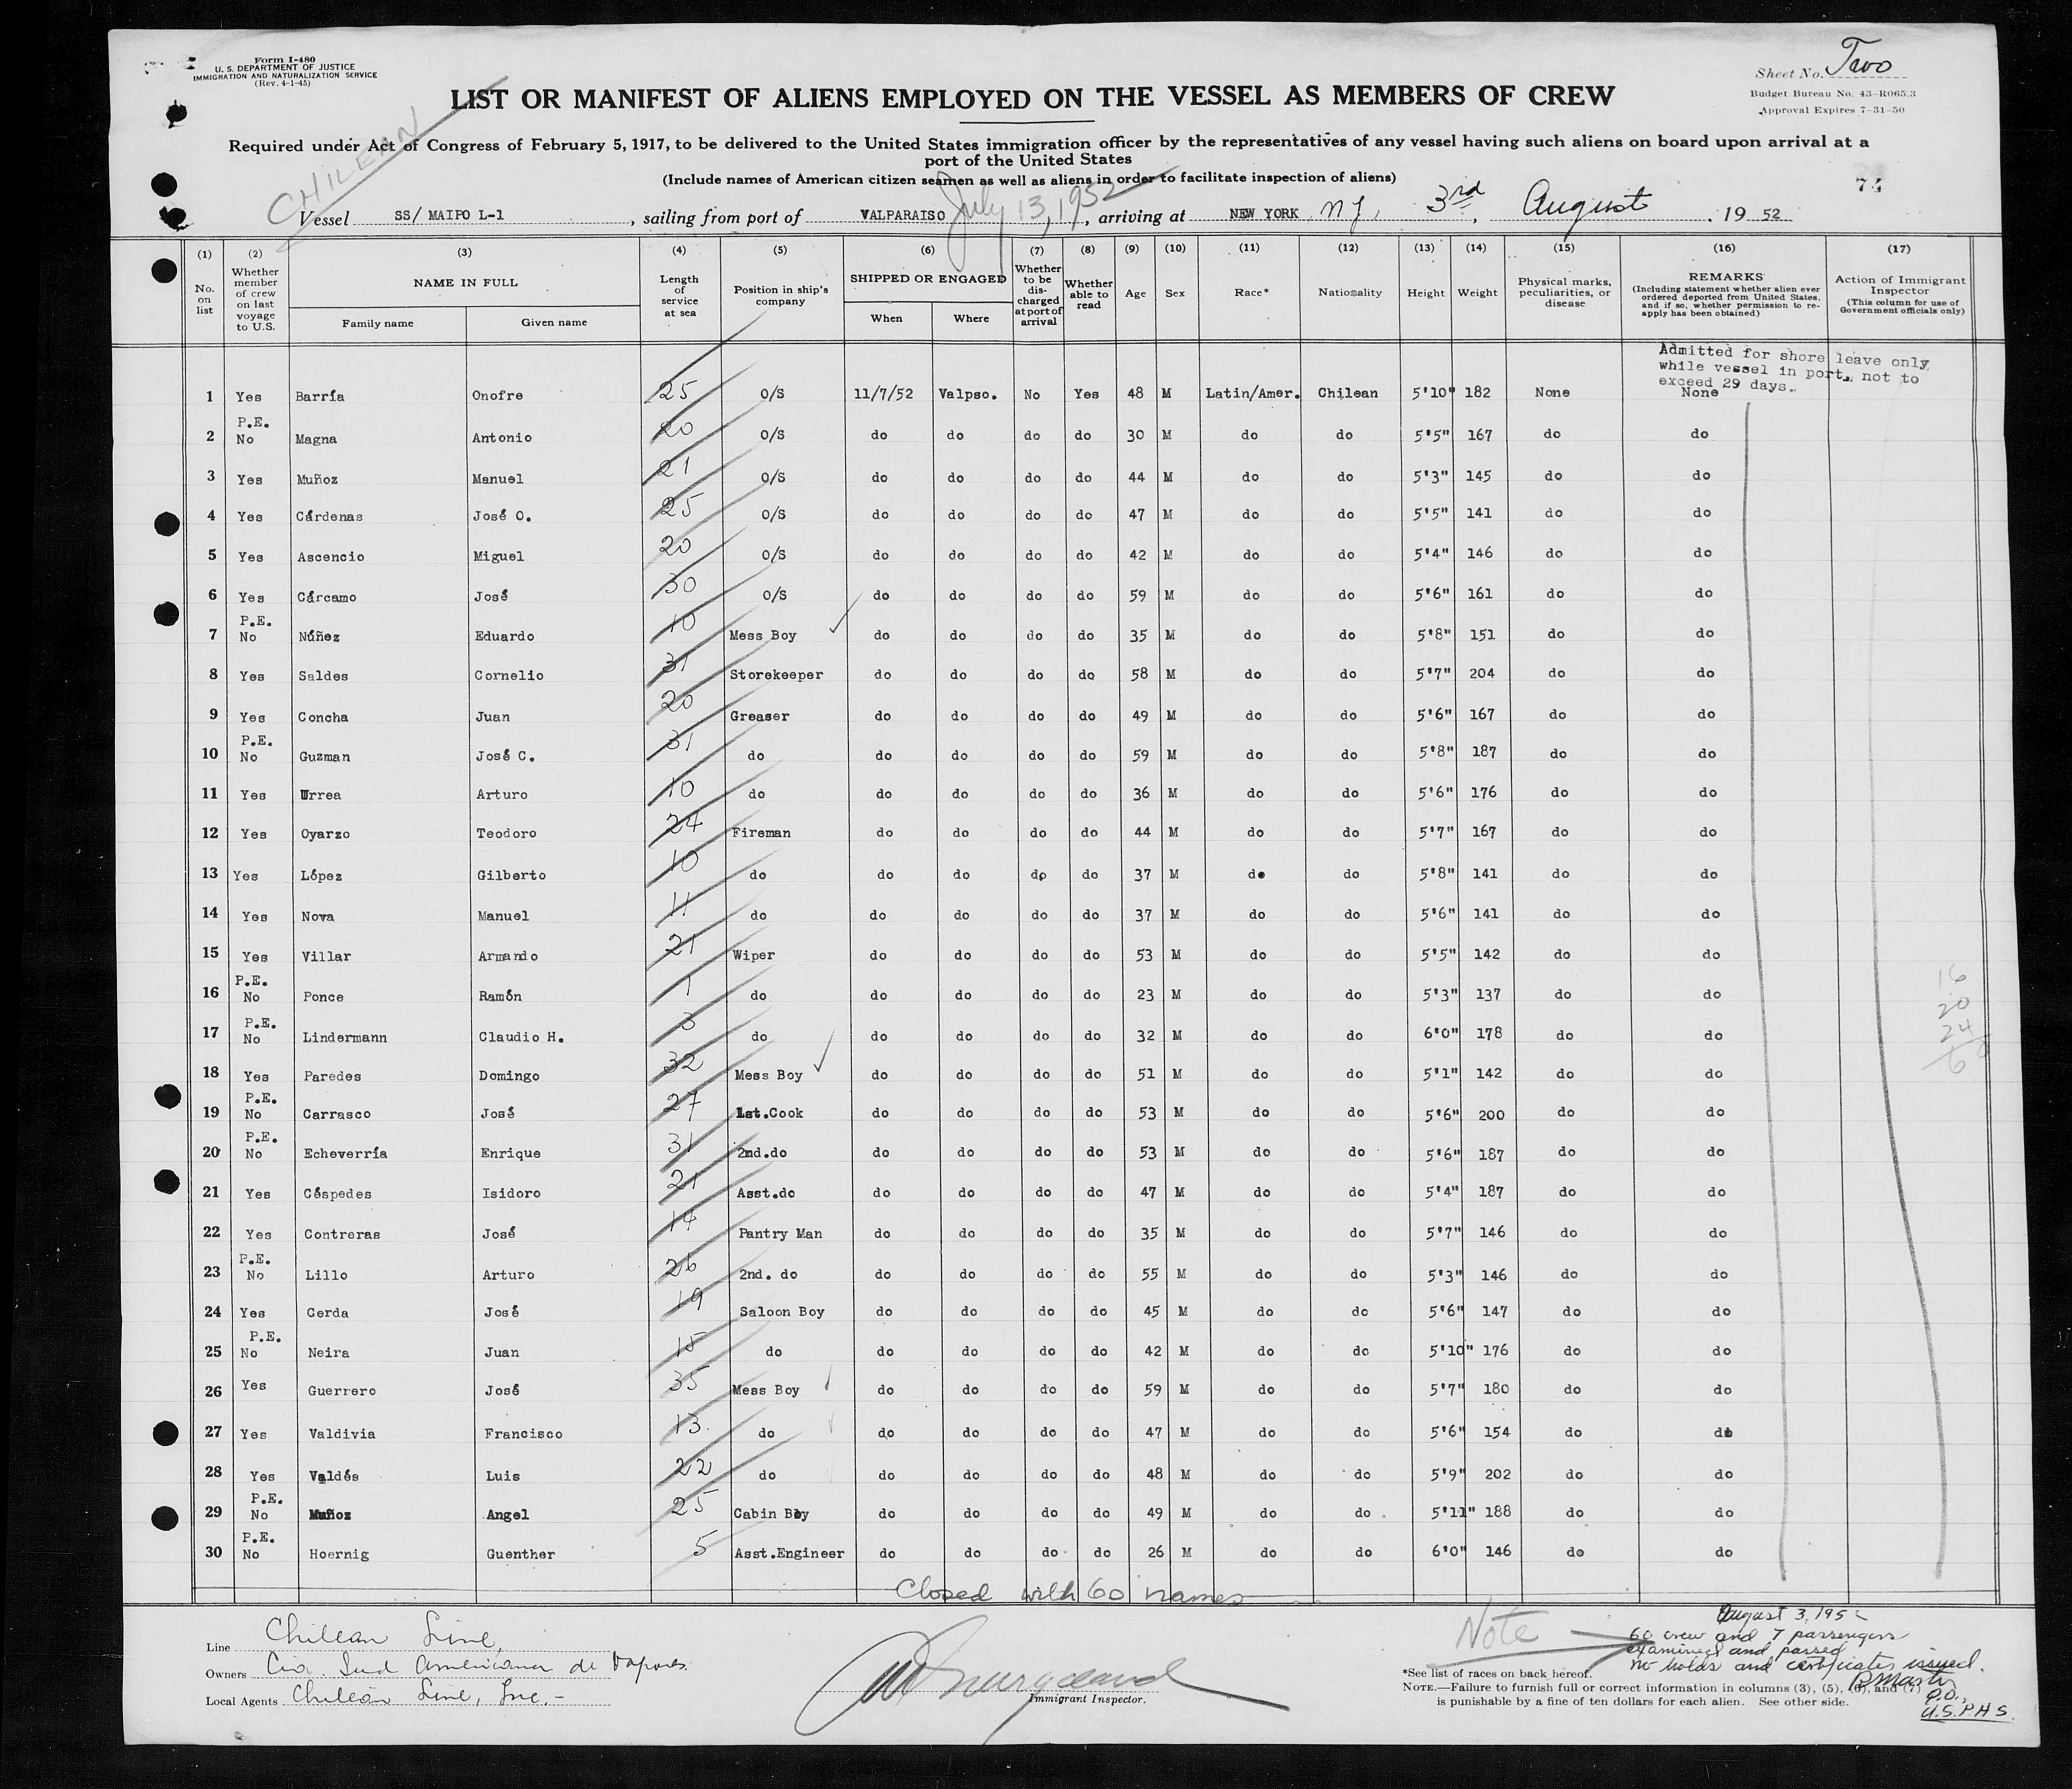 Form I-480
U. S. DEPARTMENT OF JUSTICE
IMMIGRATION AND NATURALIZATION SERVICE
(Rev. 4-1-45)
Sheet No. Two
Budget Bureau No. 43-R065.3
Approval Expires 7-31-50
LIST OR MANIFEST OF ALIENS EMPLOYED ON THE VESSEL AS MEMBERS OF CREW
Required under Act of Congress of February 5, 1917, to be delivered to the United States immigration officer by the representatives of any vessel having such aliens on board upon arrival at a
port of the United States
(Include names of American citizen seamen as well as aliens in order to facilitate inspection of aliens)
CHILEAN
74
July 13, 1952
Vessel SS/ MAIPO L-1 , sailing from port of VALPARAISO , arriving at NEW YORK NY, 3rd , August , 19 52
(1) (2) (3) (4) (5) (6) (7) (8) (9) (10) (11) (12) (13) (14) (15) (16) (17)
No. on list
Whether member of crew on last voyage to U.S.
NAME IN FULL
Family name Given name
Length of service at sea
Position in ship's company
SHIPPED OR ENGAGED
When Where
Whether to be discharged at port of arrival
Whether able to read
Age
Sex
Race*
Nationality
Height
Weight
Physical marks, peculiarities, or disease
REMARKS
(Including statement whether alien ever ordered deported from United States, and if so, whether permission to re-apply has been obtained)
Action of Immigrant Inspector
(This column for use of Government officials only)
Admitted for shore leave only
while vessel in port, not to
exceed 29 days.
1 Yes Barría Onofre 25 O/S 11/7/52 Valpso. No Yes 48 M Latin/Amer. Chilean 5'10" 182 None None
2 P.E. No Magna Antonio 20 O/S do do do do 30 M do do 5'5" 167 do do
3 Yes Muñoz Manuel 21 O/S do do do do 44 M do do 5'3" 145 do do
4 Yes Cárdenas José O. 25 O/S do do do do 47 M do do 5'5" 141 do do
5 Yes Ascencio Miguel 20 O/S do do do do 42 M do do 5'4" 146 do do
6 Yes Cárcamo José 30 O/S do do do do 59 M do do 5'6" 161 do do
7 P.E. No Núñez Eduardo 10 Mess Boy do do do do 35 M do do 5'8" 151 do do
8 Yes Saldes Cornelio 31 Storekeeper do do do do 58 M do do 5'7" 204 do do
9 Yes Concha Juan 20 Greaser do do do do 49 M do do 5'6" 167 do do
10 P.E. No Guzman José C. 31 do do do do do 59 M do do 5'8" 187 do do
11 Yes Urrea Arturo 10 do do do do do 36 M do do 5'6" 176 do do
12 Yes Oyarzo Teodoro 24 Fireman do do do do 44 M do do 5'7" 167 do do
13 Yes López Gilberto 10 do do do do do 37 M do do 5'8" 141 do do
14 Yes Nova Manuel 11 do do do do do 37 M do do 5'6" 141 do do
15 Yes Villar Armando 21 Wiper do do do do 53 M do do 5'5" 142 do do
16 P.E. No Ponce Ramón 1 do do do do do 23 M do do 5'3" 137 do do
17 P.E. No Lindermann Claudio H. 3 do do do do do 32 M do do 6'0" 178 do do
18 Yes Paredes Domingo 32 Mess Boy do do do do 51 M do do 5'1" 142 do do
19 P.E. No Carrasco José 27 1st.Cook do do do do 53 M do do 5'6" 200 do do
20 P.E. No Echeverría Enrique 31 2nd.do do do do do 53 M do do 5'6" 187 do do
21 Yes Céspedes Isidoro 21 Asst.do do do do do 47 M do do 5'4" 187 do do
22 Yes Contreras José 14 Pantry Man do do do do 35 M do do 5'7" 146 do do
23 P.E. No Lillo Arturo 26 2nd. do do do do do 55 M do do 5'3" 146 do do
24 Yes Cerda José 19 Saloon Boy do do do do 45 M do do 5'6" 147 do do
25 P.E. No Neira Juan 15 do do do do do 42 M do do 5'10" 176 do do
26 Yes Guerrero José 35 Mess Boy do do do do 59 M do do 5'7" 180 do do
27 Yes Valdivia Francisco 13 do do do do do 47 M do do 5'6" 154 do do
28 Yes Valdés Luis 22 do do do do do 48 M do do 5'9" 202 do do
29 P.E. No Muñoz Angel 25 Cabin Boy do do do do 49 M do do 5'11" 188 do do
30 P.E. No Hoernig Guenther 5 Asst.Engineer do do do do 26 M do do 6'0" 146 do do
16
20
24
6
Closed with 60 names
Line Chilean Line,
Owners Cia. Sud Americana de Vapores.
Local Agents Chilean Line, Inc.-
Immigrant Inspector.
Note
August 3, 195
60 crew and 7 passengers
examined and passed
no holds and certificates issued.
P.O.,
U.S.P.H.S.
*See list of races on back hereof.
NOTE.—Failure to furnish full or correct information in columns (3), (5), (6), and (7)
is punishable by a fine of ten dollars for each alien. See other side.